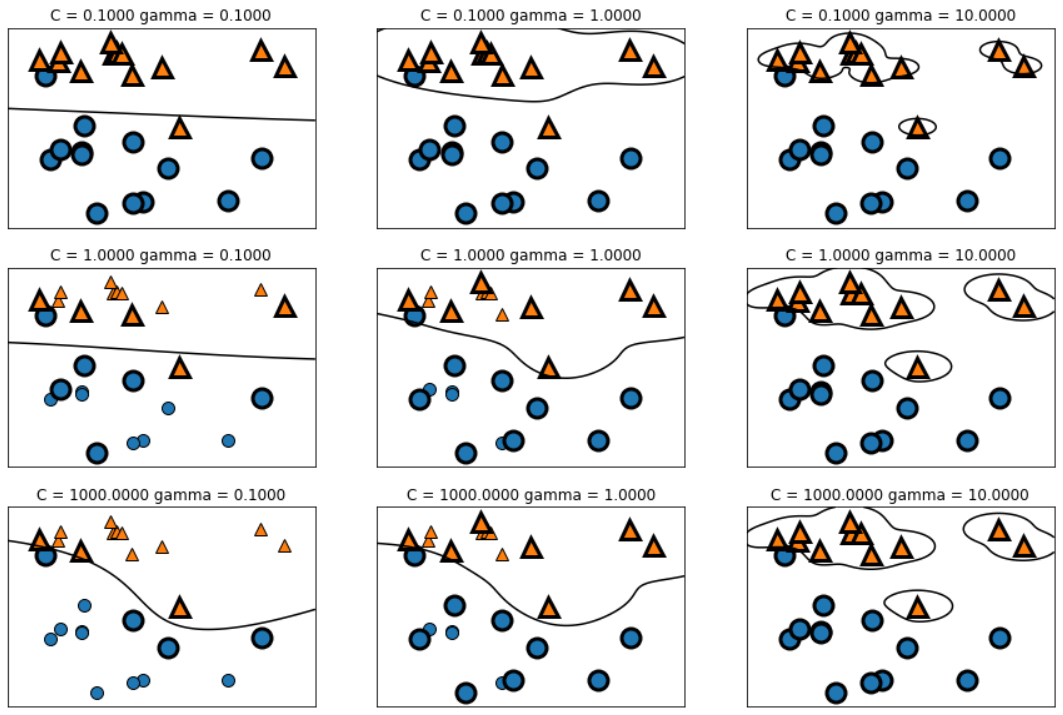 C = 0.1000 gamma = 0.1000
C = 0.1000 gamma = 1.0000
C = 0.1000 gamma = 10.0000
C = 1.0000 gamma = 0.1000
C = 1.0000 gamma = 1.0000
C = 1.0000 gamma = 10.0000
C = 1000.0000 gamma = 0.1000
C = 1000.0000 gamma = 1.0000
C = 1000.0000 gamma = 10.0000